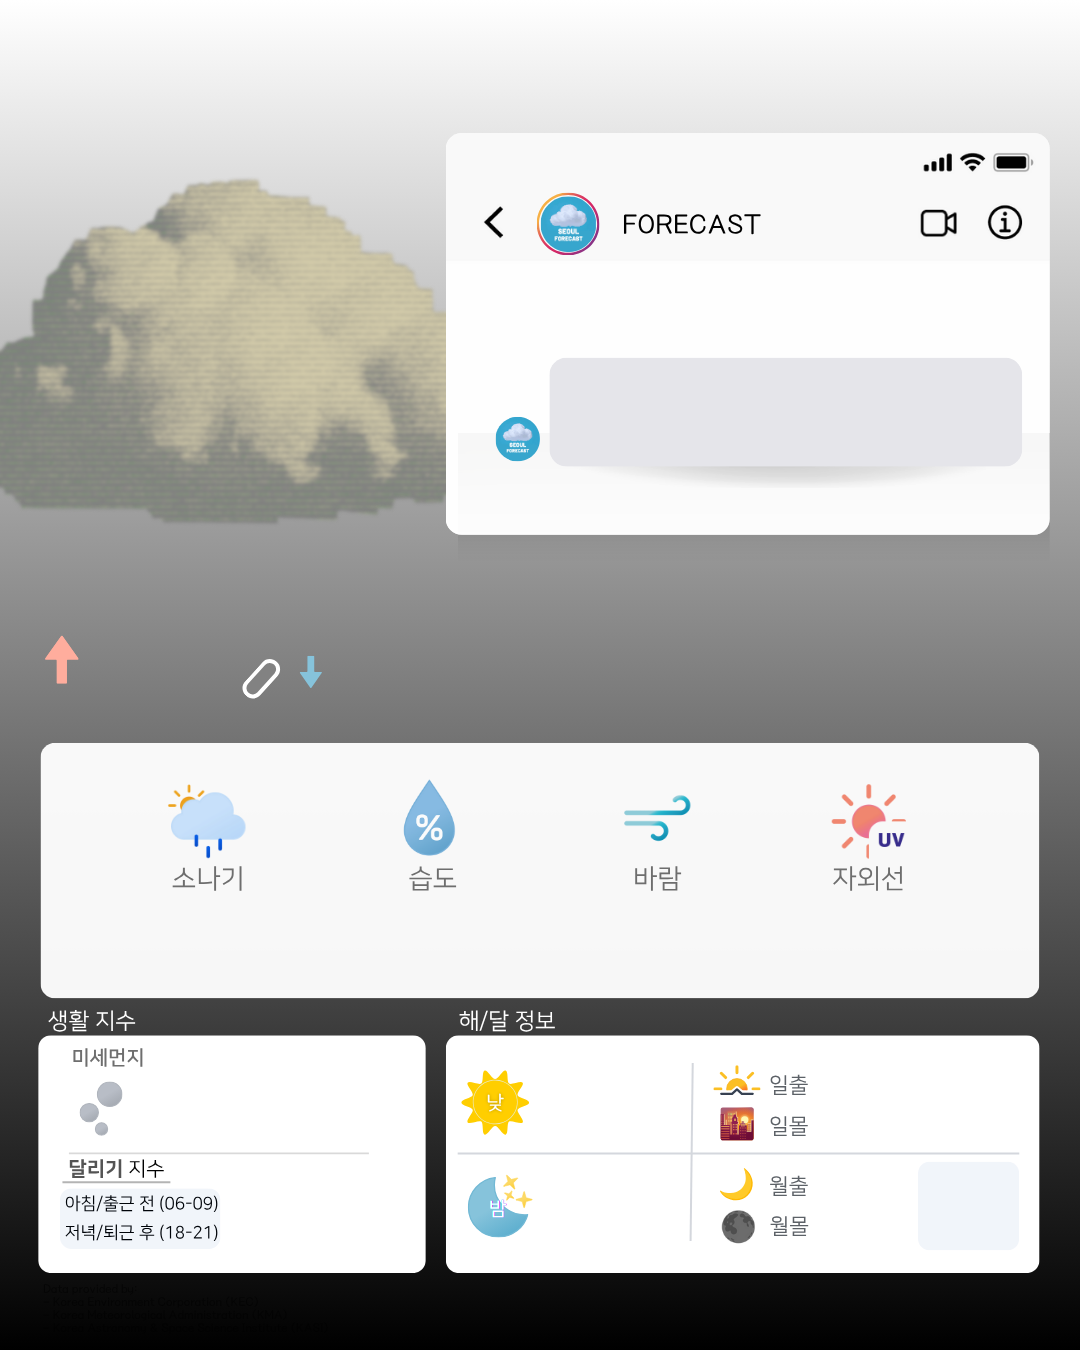 FORECAST
SEOUL
FORECAST
SEOUL
FORECAST
%
UV
소나기
습도
바람
자외선
생활 지수
미세먼지
달리기 지수
아침/출근 전 (06-09)
저녁/퇴근 후 (18-21)
해/달 정보
낮
일출
일몰
밤
월출
월몰